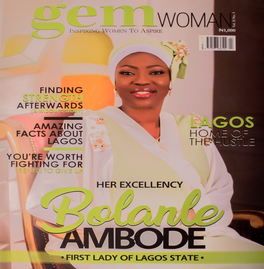 gem WOMAN
INSPIRING WOMEN TO ASPIRE
₦1,000
FINDING
STRENGTH
AFTERWARDS
AMAZING
FACTS ABOUT
LAGOS
YOU'RE WORTH
FIGHTING FOR
LAGOS
HOME OF
THE HUSTLE
HER EXCELLENCY
Bolanle
AMBODE
• FIRST LADY OF LAGOS STATE •